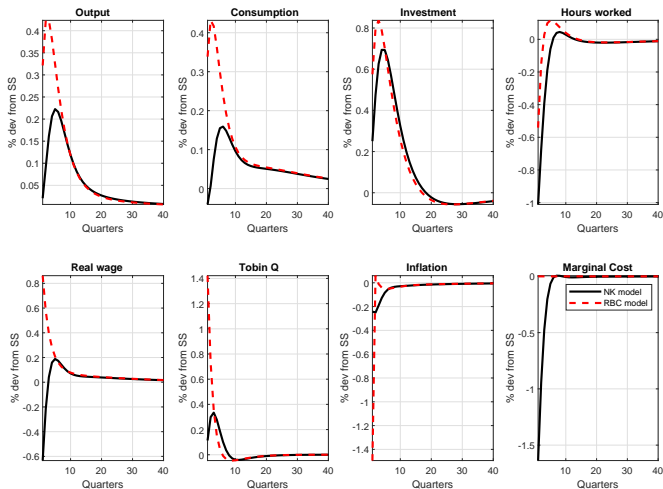 Output
Consumption
Investment
Hours worked
% dev from SS
0.4
0.35
0.3
0.25
0.2
0.15
0.1
0.05
10 20 30 40
Quarters
% dev from SS
0.4
0.3
0.2
0.1
0
10 20 30 40
Quarters
% dev from SS
0.8
0.6
0.4
0.2
0
10 20 30 40
Quarters
% dev from SS
0
-0.2
-0.4
-0.6
-0.8
-1
10 20 30 40
Quarters
Real wage
Tobin Q
Inflation
Marginal Cost
% dev from SS
0.8
0.6
0.4
0.2
0
-0.2
-0.4
-0.6
10 20 30 40
Quarters
% dev from SS
1.4
1.2
1
0.8
0.6
0.4
0.2
0
10 20 30 40
Quarters
% dev from SS
0
-0.2
-0.4
-0.6
-0.8
-1
-1.2
-1.4
10 20 30 40
Quarters
% dev from SS
0
-0.5
-1
-1.5
NK model
RBC model
10 20 30 40
Quarters